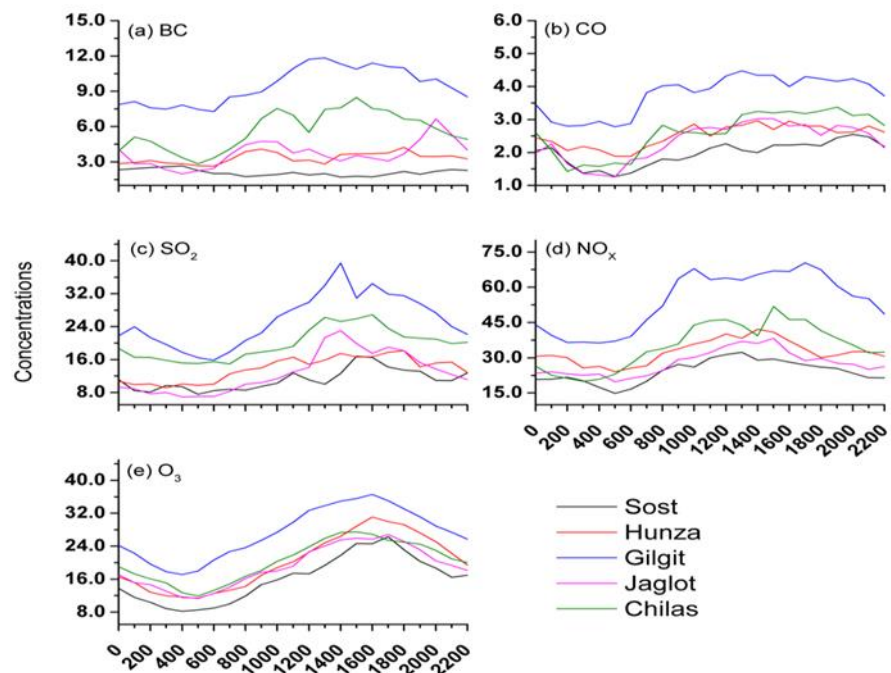 (a) BC
15.0
12.0
9.0
6.0
3.0
(b) CO
6.0
5.0
4.0
3.0
2.0
1.0
Concentrations
(c) SO₂
40.0
32.0
24.0
16.0
8.0
(d) NOₓ
75.0
60.0
45.0
30.0
15.0
0 200 400 600 800 1000 1200 1400 1600 1800 2000 2200
(e) O₃
40.0
32.0
24.0
16.0
8.0
0 200 400 600 800 1000 1200 1400 1600 1800 2000 2200
Sost
Hunza
Gilgit
Jaglot
Chilas